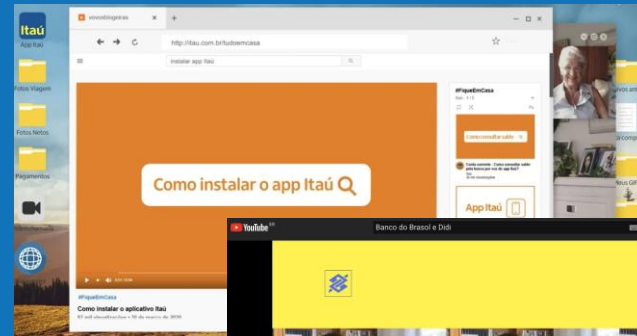 Itaú
App Itaú
Fotos Viagem
Fotos Netos
Pagamentos
vovosblogeiras
http://itau.com.br/tudoemcasa
instalar app Itaú
Como instalar o app Itaú
#FiqueEmCasa
Como instalar o aplicativo Itaú
#FiqueEmCasa
Como consultar saldo
App Itaú
YouTube
Banco do Brasol e Didi